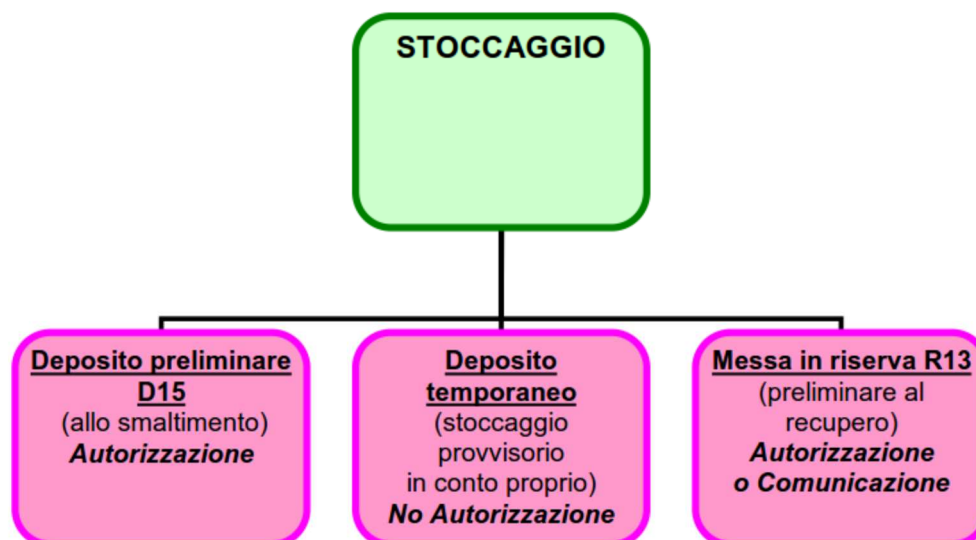 STOCCAGGIO
Deposito preliminare
D15
(allo smaltimento)
Autorizzazione
Deposito
temporaneo
(stoccaggio
provvisorio
in conto proprio)
No Autorizzazione
Messa in riserva R13
(preliminare al
recupero)
Autorizzazione
o Comunicazione